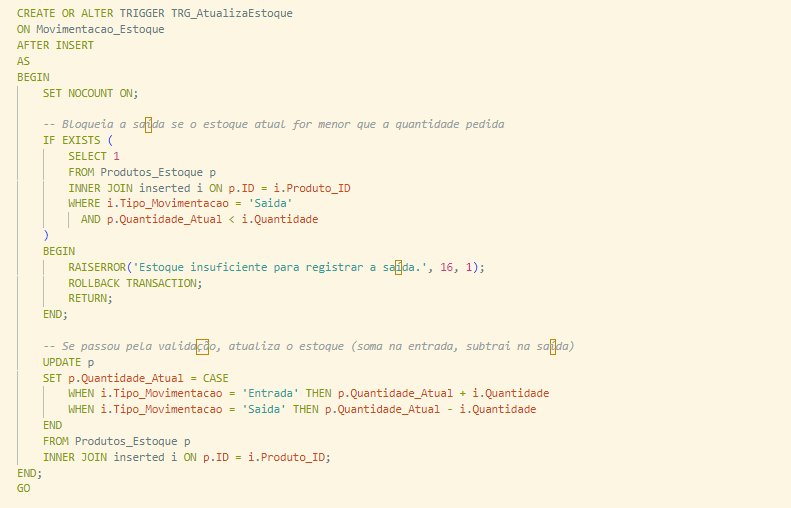 CREATE OR ALTER TRIGGER TRG_AtualizaEstoque
ON Movimentacao_Estoque
AFTER INSERT
AS
BEGIN
    SET NOCOUNT ON;

    -- Bloqueia a saída se o estoque atual for menor que a quantidade pedida
    IF EXISTS (
        SELECT 1
        FROM Produtos_Estoque p
        INNER JOIN inserted i ON p.ID = i.Produto_ID
        WHERE i.Tipo_Movimentacao = 'Saida'
          AND p.Quantidade_Atual < i.Quantidade
    )
    BEGIN
        RAISERROR('Estoque insuficiente para registrar a saída.', 16, 1);
        ROLLBACK TRANSACTION;
        RETURN;
    END;

    -- Se passou pela validação, atualiza o estoque (soma na entrada, subtrai na saída)
    UPDATE p
    SET p.Quantidade_Atual = CASE
        WHEN i.Tipo_Movimentacao = 'Entrada' THEN p.Quantidade_Atual + i.Quantidade
        WHEN i.Tipo_Movimentacao = 'Saida' THEN p.Quantidade_Atual - i.Quantidade
    END
    FROM Produtos_Estoque p
    INNER JOIN inserted i ON p.ID = i.Produto_ID;
END;
GO